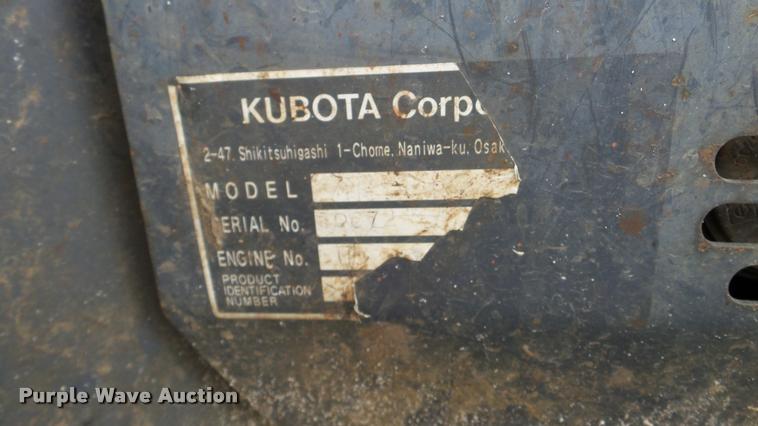 KUBOTA Corpo
2-47, Shikitsuhigashi 1-Chome, Naniwa-ku, Osak
MODEL
SERIAL No.
ENGINE No.
PRODUCT
IDENTIFICATION
NUMBER
Purple Wave Auction